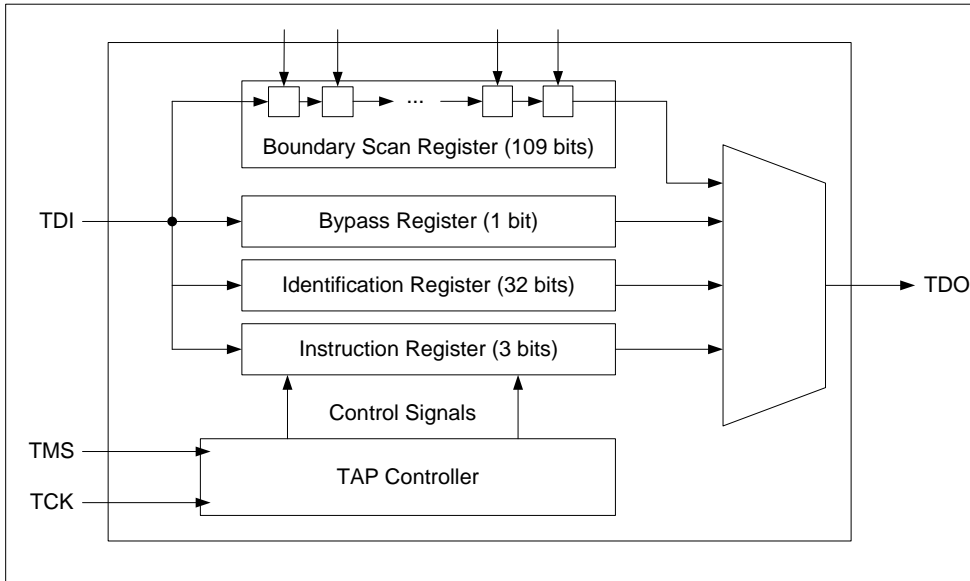 ...
Boundary Scan Register (109 bits)
TDI
Bypass Register (1 bit)
Identification Register (32 bits)
TDO
Instruction Register (3 bits)
Control Signals
TMS
TAP Controller
TCK